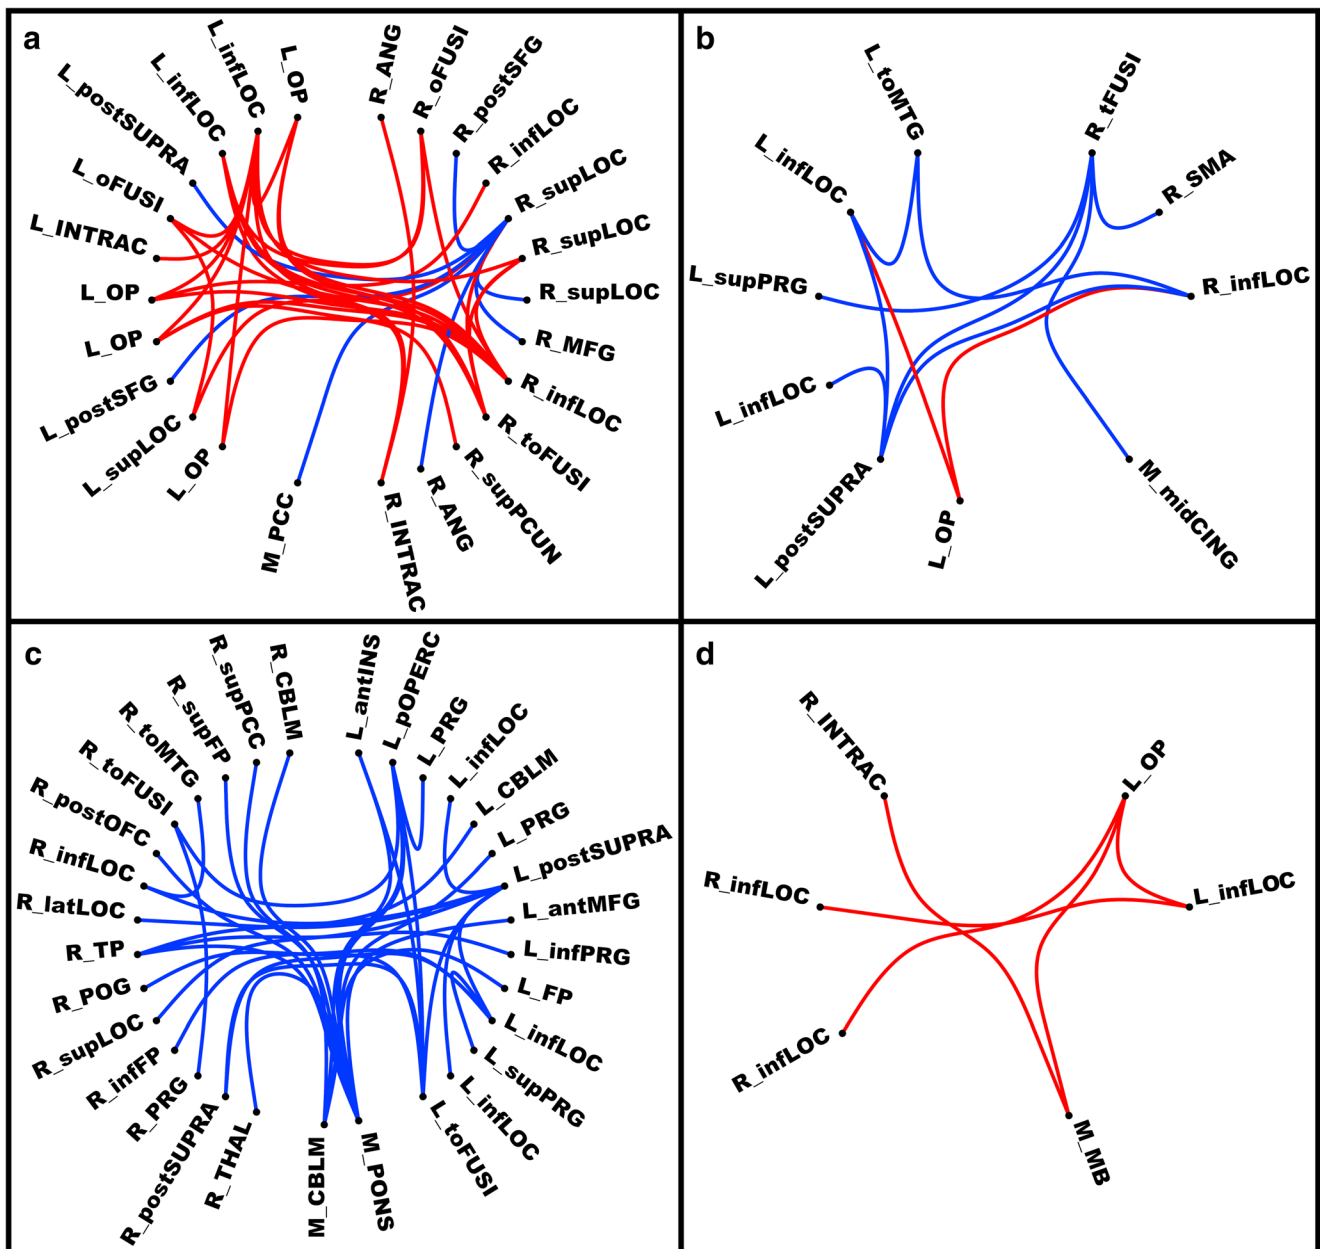 a
L_OP
L_infLOC
L_infLOC
L_postSUPRA
L_oFUSI
L_INTRAC
L_OP
L_OP
L_postSFG
L_supLOC
L_OP
M_PCC
R_INTRAC
R_ANG
R_supPCUN
R_toFUSI
R_infLOC
R_MFG
R_supLOC
R_supLOC
R_supLOC
R_infLOC
R_postSFG
R_oFUSI
R_ANG
b
L_toMTG
L_infLOC
L_supPRG
L_infLOC
L_postSUPRA
L_OP
M_midCING
R_infLOC
R_SMA
R_tFUSI
c
R_CBLM
R_supPCC
R_supFP
R_toMTG
R_toFUSI
R_postOFC
R_infLOC
R_latLOC
R_TP
R_POG
R_supLOC
R_infFP
R_PRG
R_postSUPRA
R_THAL
M_CBLM
M_PONS
L_toFUSI
L_infLOC
L_supPRG
L_infLOC
L_FP
L_infPRG
L_antMFG
L_postSUPRA
L_PRG
L_CBLM
L_infLOC
L_PRG
L_pOPERC
L_antINS
d
R_INTRAC
R_infLOC
R_infLOC
M_MB
L_infLOC
L_OP